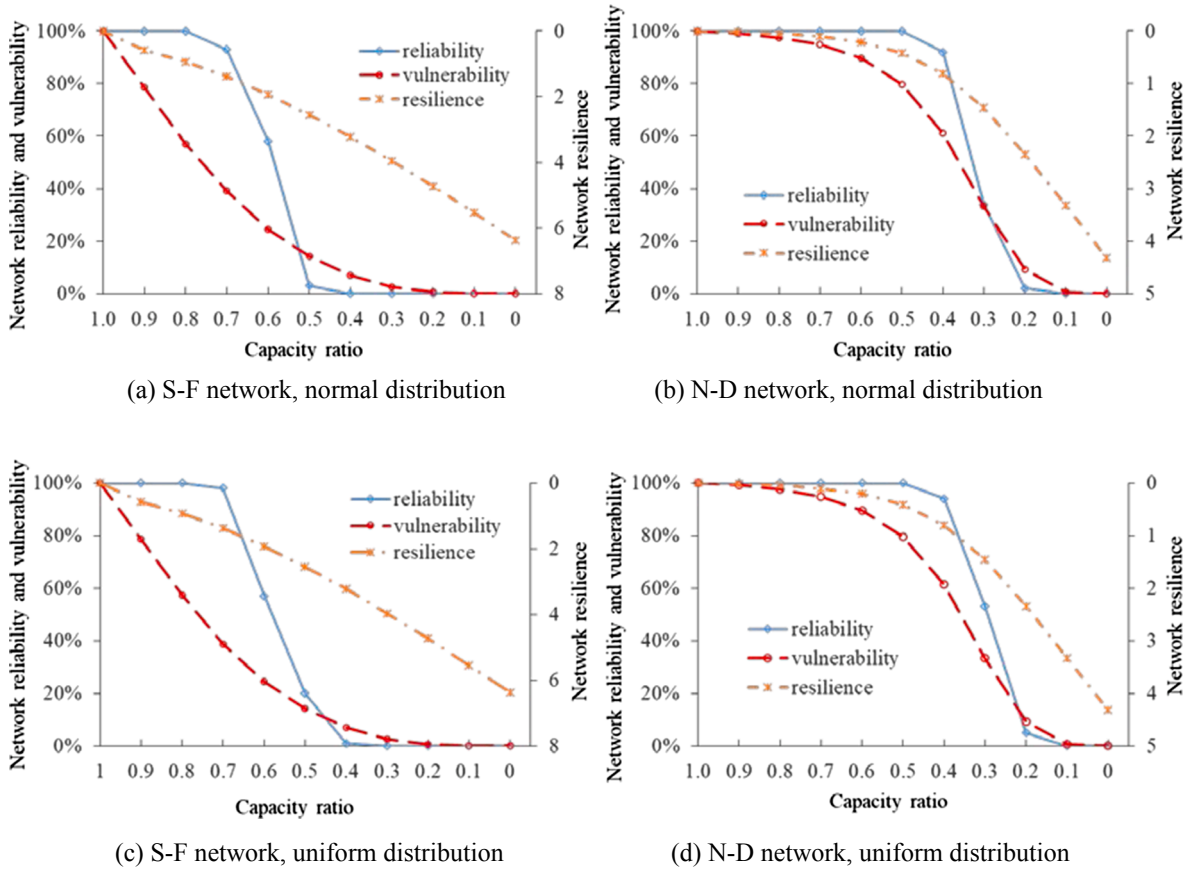 Network reliability and vulnerability
100%
80%
60%
40%
20%
0%
reliability
vulnerability
resilience
0
2
4
6
8
Network resilience
1.0 0.9 0.8 0.7 0.6 0.5 0.4 0.3 0.2 0.1 0
Capacity ratio
(a) S-F network, normal distribution
Network reliability and vulnerability
100%
80%
60%
40%
20%
0%
reliability
vulnerability
resilience
0
1
2
3
4
5
Network resilience
1.0 0.9 0.8 0.7 0.6 0.5 0.4 0.3 0.2 0.1 0
Capacity ratio
(b) N-D network, normal distribution
Network reliability and vulnerability
100%
80%
60%
40%
20%
0%
reliability
vulnerability
resilience
0
2
4
6
8
Network resilience
1 0.9 0.8 0.7 0.6 0.5 0.4 0.3 0.2 0.1 0
Capacity ratio
(c) S-F network, uniform distribution
Network reliability and vulnerability
100%
80%
60%
40%
20%
0%
reliability
vulnerability
resilience
0
1
2
3
4
5
Network resilience
1.0 0.9 0.8 0.7 0.6 0.5 0.4 0.3 0.2 0.1 0
Capacity ratio
(d) N-D network, uniform distribution